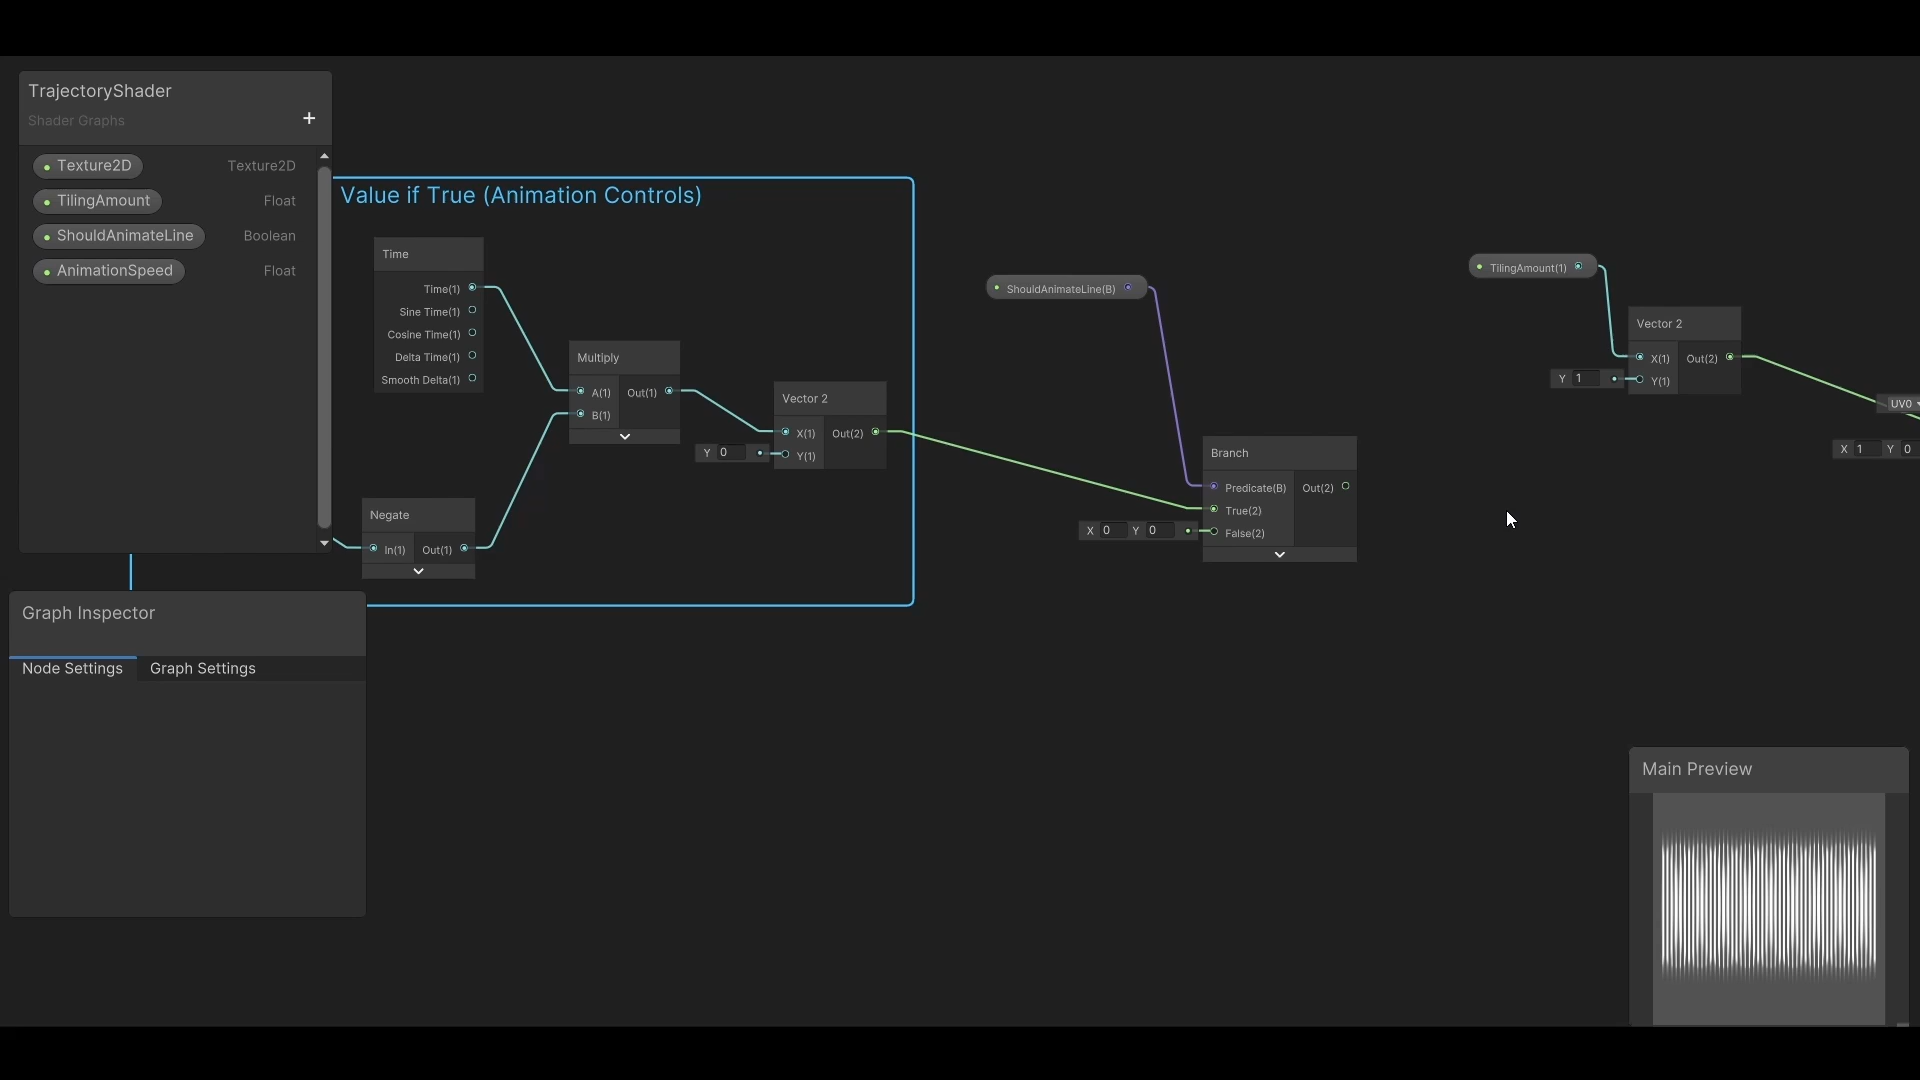 TrajectoryShader
Shader Graphs
+
Texture2D Texture2D
TilingAmount Float
ShouldAnimateLine Boolean
AnimationSpeed Float
Value if True (Animation Controls)
Time
Time(1)
Sine Time(1)
Cosine Time(1)
Delta Time(1)
Smooth Delta(1)
Multiply
A(1) Out(1)
B(1)
Vector 2
X(1) Out(2)
Y 0 Y(1)
Negate
In(1) Out(1)
ShouldAnimateLine(B)
Branch
Predicate(B) Out(2)
True(2)
X 0 Y 0 False(2)
TilingAmount(1)
Vector 2
X(1) Out(2)
Y 1 Y(1)
UV0
X 1 Y 0
Graph Inspector
Node Settings Graph Settings
Main Preview